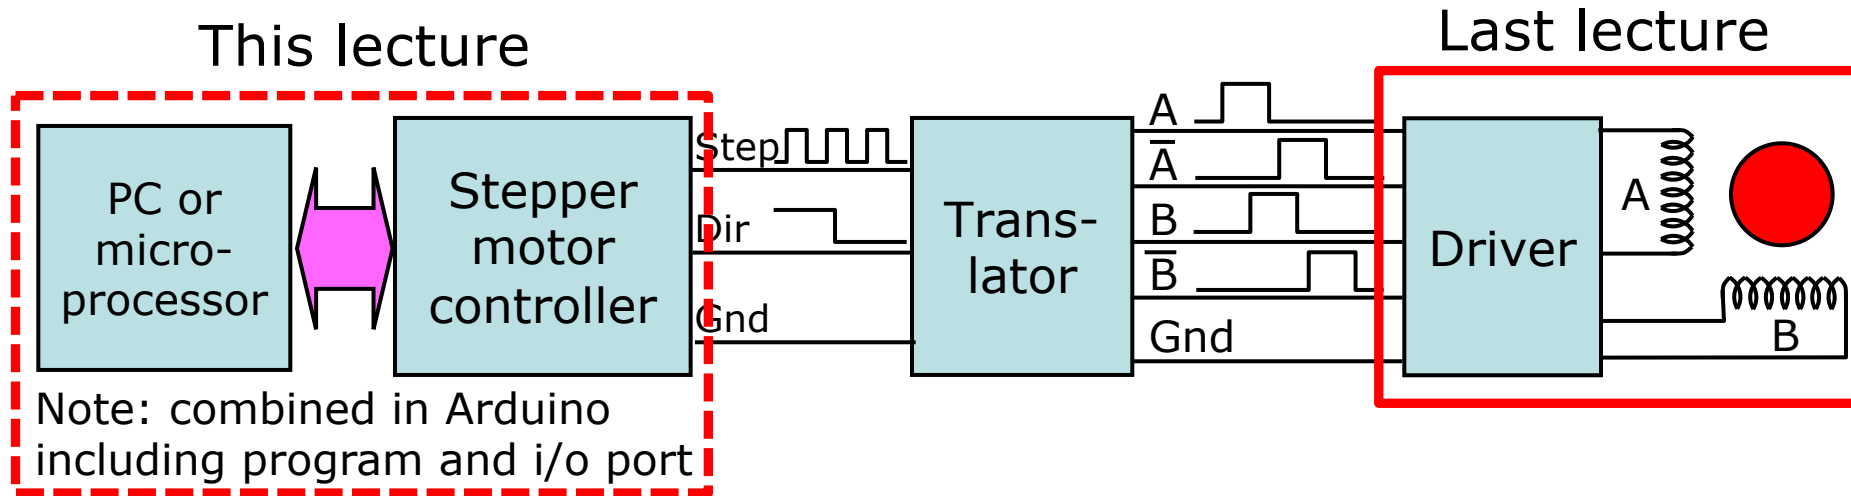 This lecture
Last lecture
PC or
micro-
processor
Stepper
motor
controller
Step
Dir
Gnd
Trans-
lator
A
A̅
B
B̅
Gnd
Driver
A
B
Note: combined in Arduino
including program and i/o port